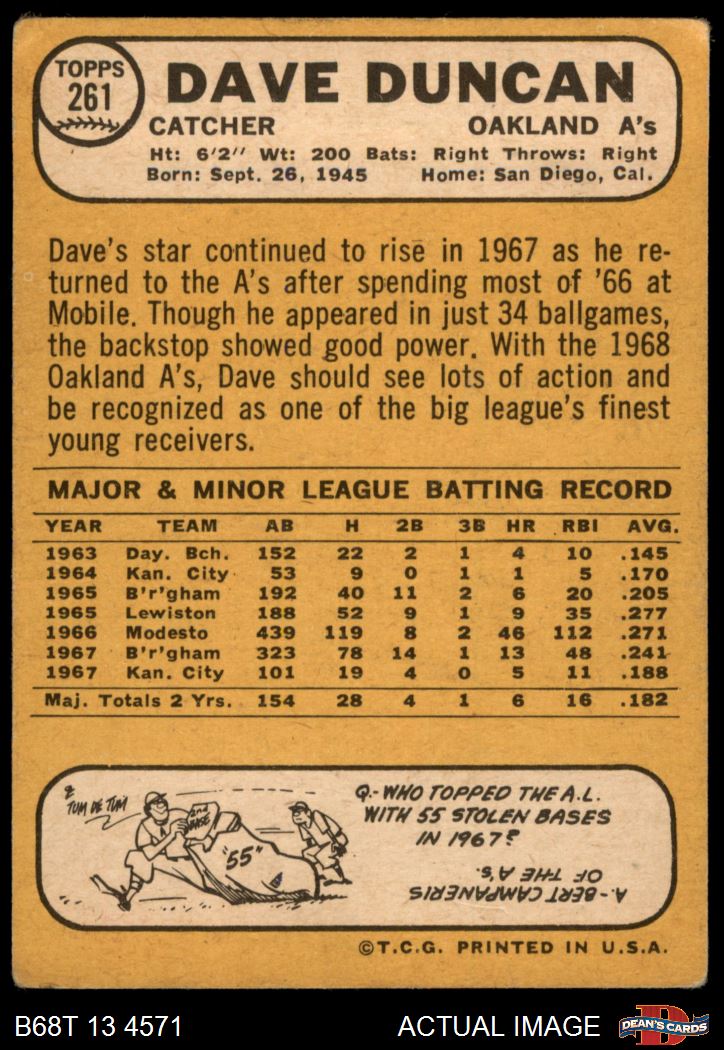 TOPPS
261
DAVE DUNCAN
CATCHER OAKLAND A's
Ht: 6'2" Wt: 200 Bats: Right Throws: Right
Born: Sept. 26, 1945 Home: San Diego, Cal.
Dave's star continued to rise in 1967 as he re-
turned to the A's after spending most of '66 at
Mobile. Though he appeared in just 34 ballgames,
the backstop showed good power. With the 1968
Oakland A's, Dave should see lots of action and
be recognized as one of the big league's finest
young receivers.
MAJOR & MINOR LEAGUE BATTING RECORD
YEAR TEAM AB H 2B 3B HR RBI AVG.
1963 Day. Bch. 152 22 2 1 4 10 .145
1964 Kan. City 53 9 0 1 1 5 .170
1965 B'r'gham 192 40 11 2 6 20 .205
1965 Lewiston 188 52 9 1 9 35 .277
1966 Modesto 439 119 8 2 46 112 .271
1967 B'r'gham 323 78 14 1 13 48 .241
1967 Kan. City 101 19 4 0 5 11 .188
Maj. Totals 2 Yrs. 154 28 4 1 6 16 .182
TUM DE TUM
2nd BASE
"55"
Q.-WHO TOPPED THE A.L.
WITH 55 STOLEN BASES
IN 1967?
A.-BERT CAMPANERIS
OF THE A'S.
©T.C.G. PRINTED IN U.S.A.
B68T 13 4571 ACTUAL IMAGE
D
DEAN'S CARDS